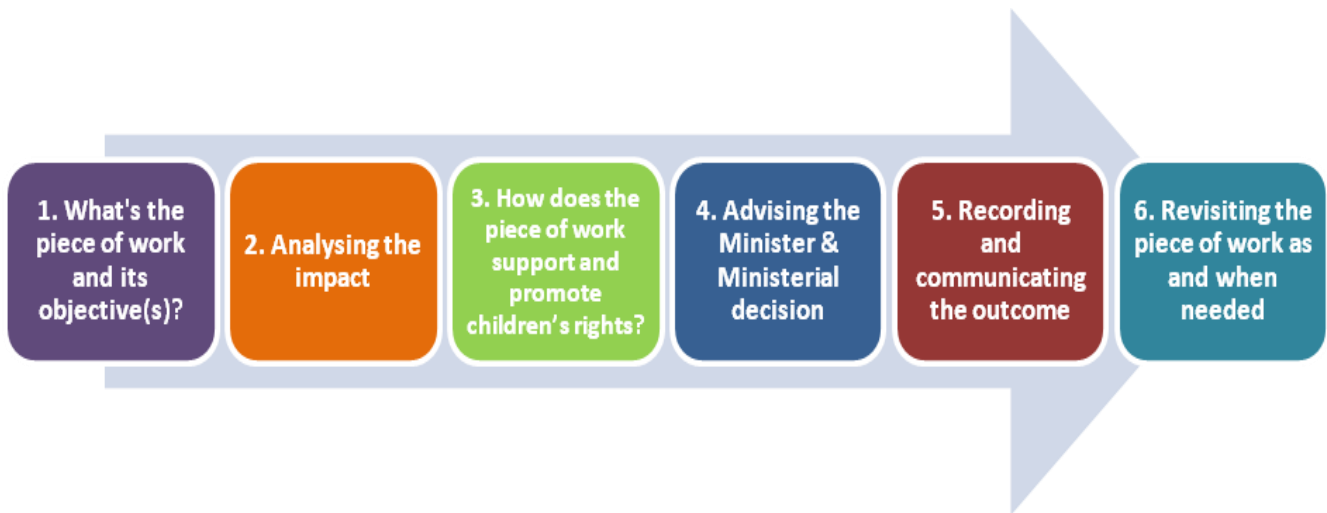 1. What's the
piece of work
and its
objective(s)?
2. Analysing the
impact
3. How does the
piece of work
support and
promote
children’s rights?
4. Advising the
Minister &
Ministerial
decision
5. Recording
and
communicating
the outcome
6. Revisiting the
piece of work as
and when
needed